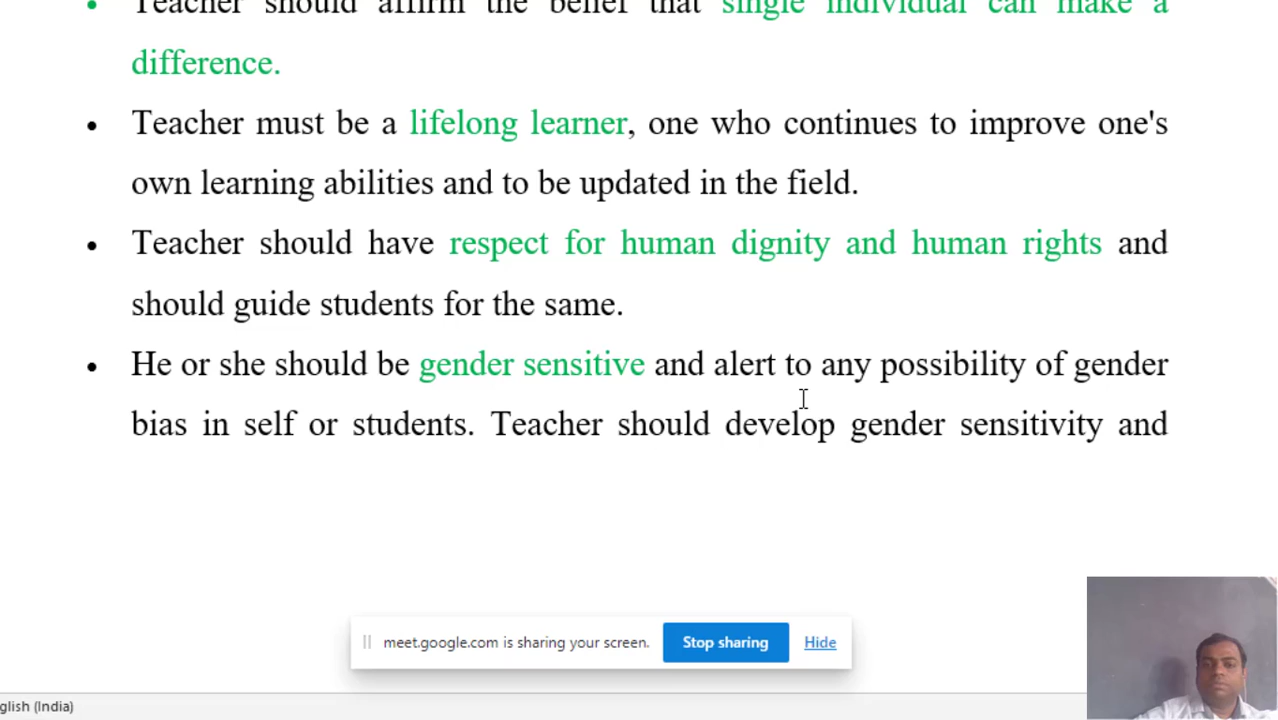 Teacher should affirm the belief that single individual can make a
difference.
• Teacher must be a lifelong learner, one who continues to improve one's
own learning abilities and to be updated in the field.
• Teacher should have respect for human dignity and human rights and
should guide students for the same.
• He or she should be gender sensitive and alert to any possibility of gender
bias in self or students. Teacher should develop gender sensitivity and
meet.google.com is sharing your screen. Stop sharing Hide
glish (India)